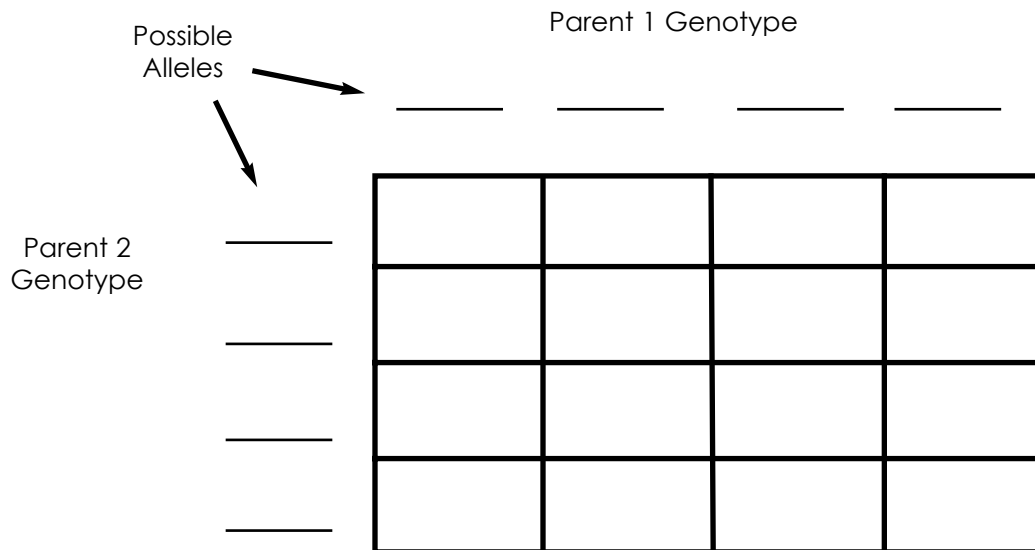 Parent 1 Genotype
Possible
Alleles
Parent 2
Genotype